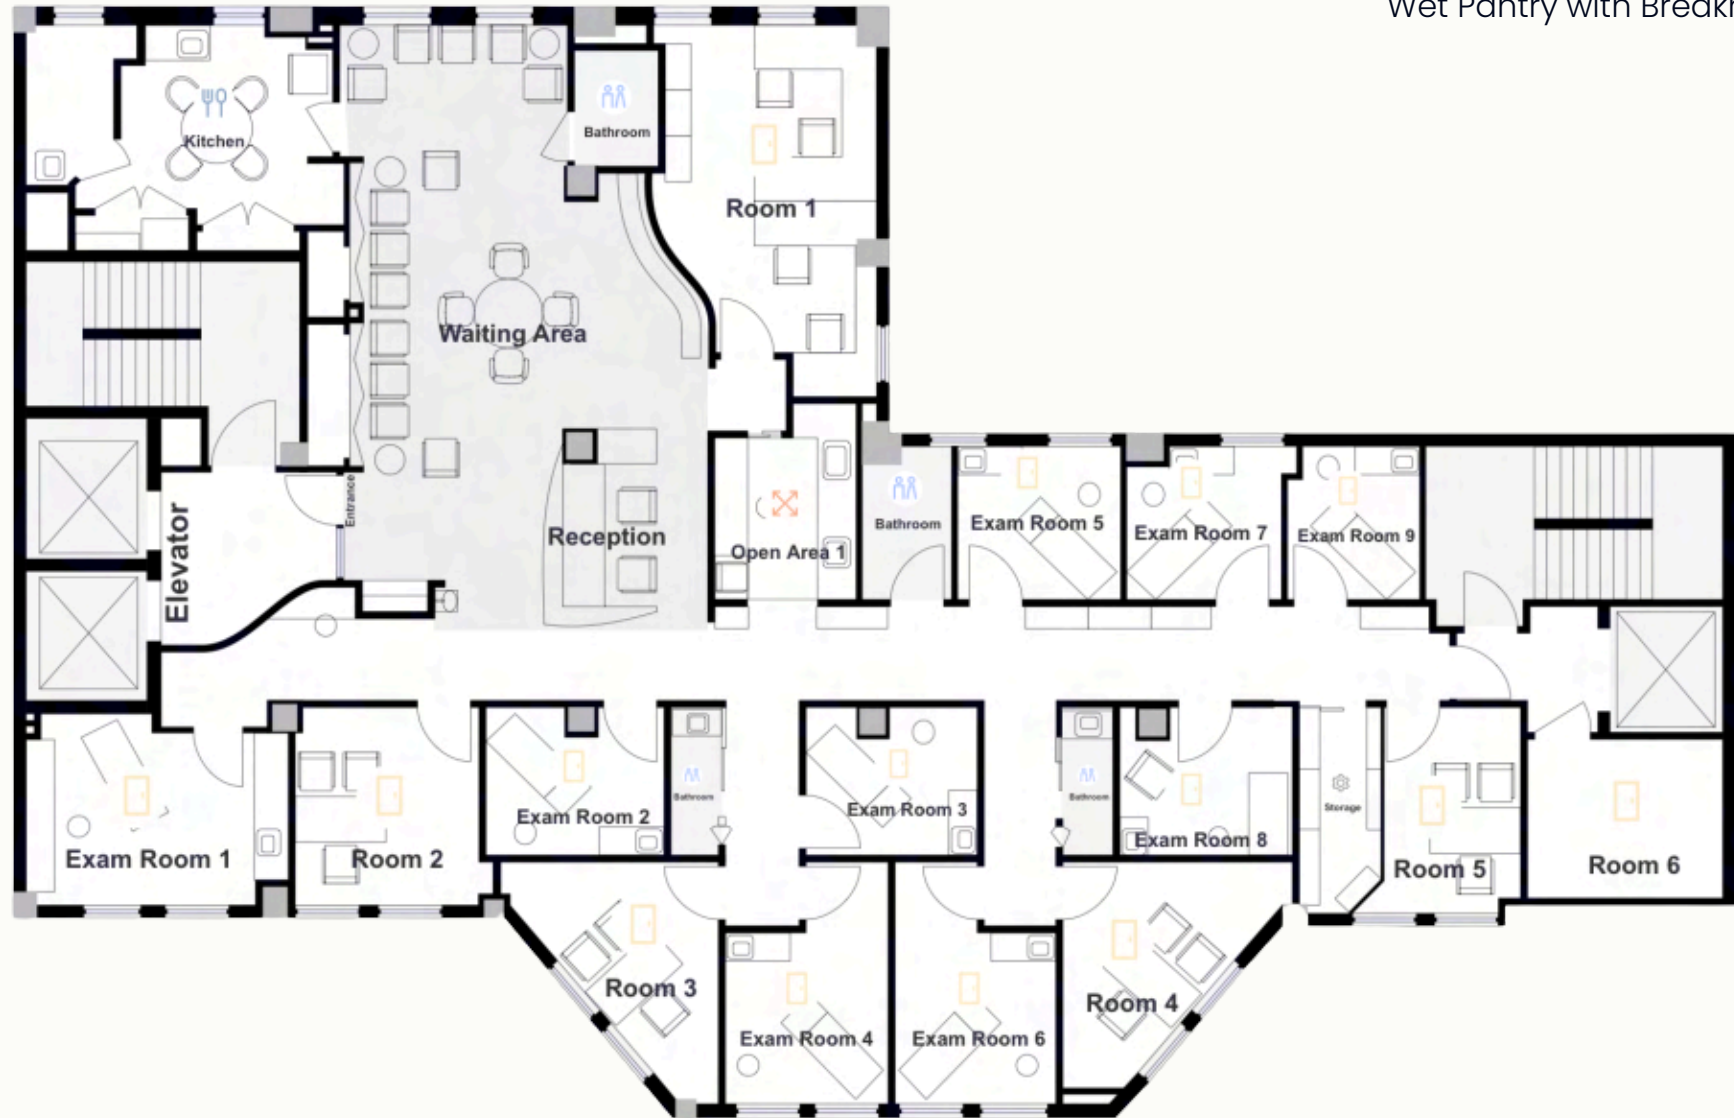 Wet Pantry with Breakr
Kitchen
Bathroom
Room 1
Waiting Area
Entrance
Elevator
Reception
Open Area 1
Bathroom
Exam Room 5
Exam Room 7
Exam Room 9
Exam Room 1
Room 2
Exam Room 2
Bathroom
Exam Room 3
Bathroom
Exam Room 8
Storage
Room 5
Room 6
Room 3
Exam Room 4
Exam Room 6
Room 4